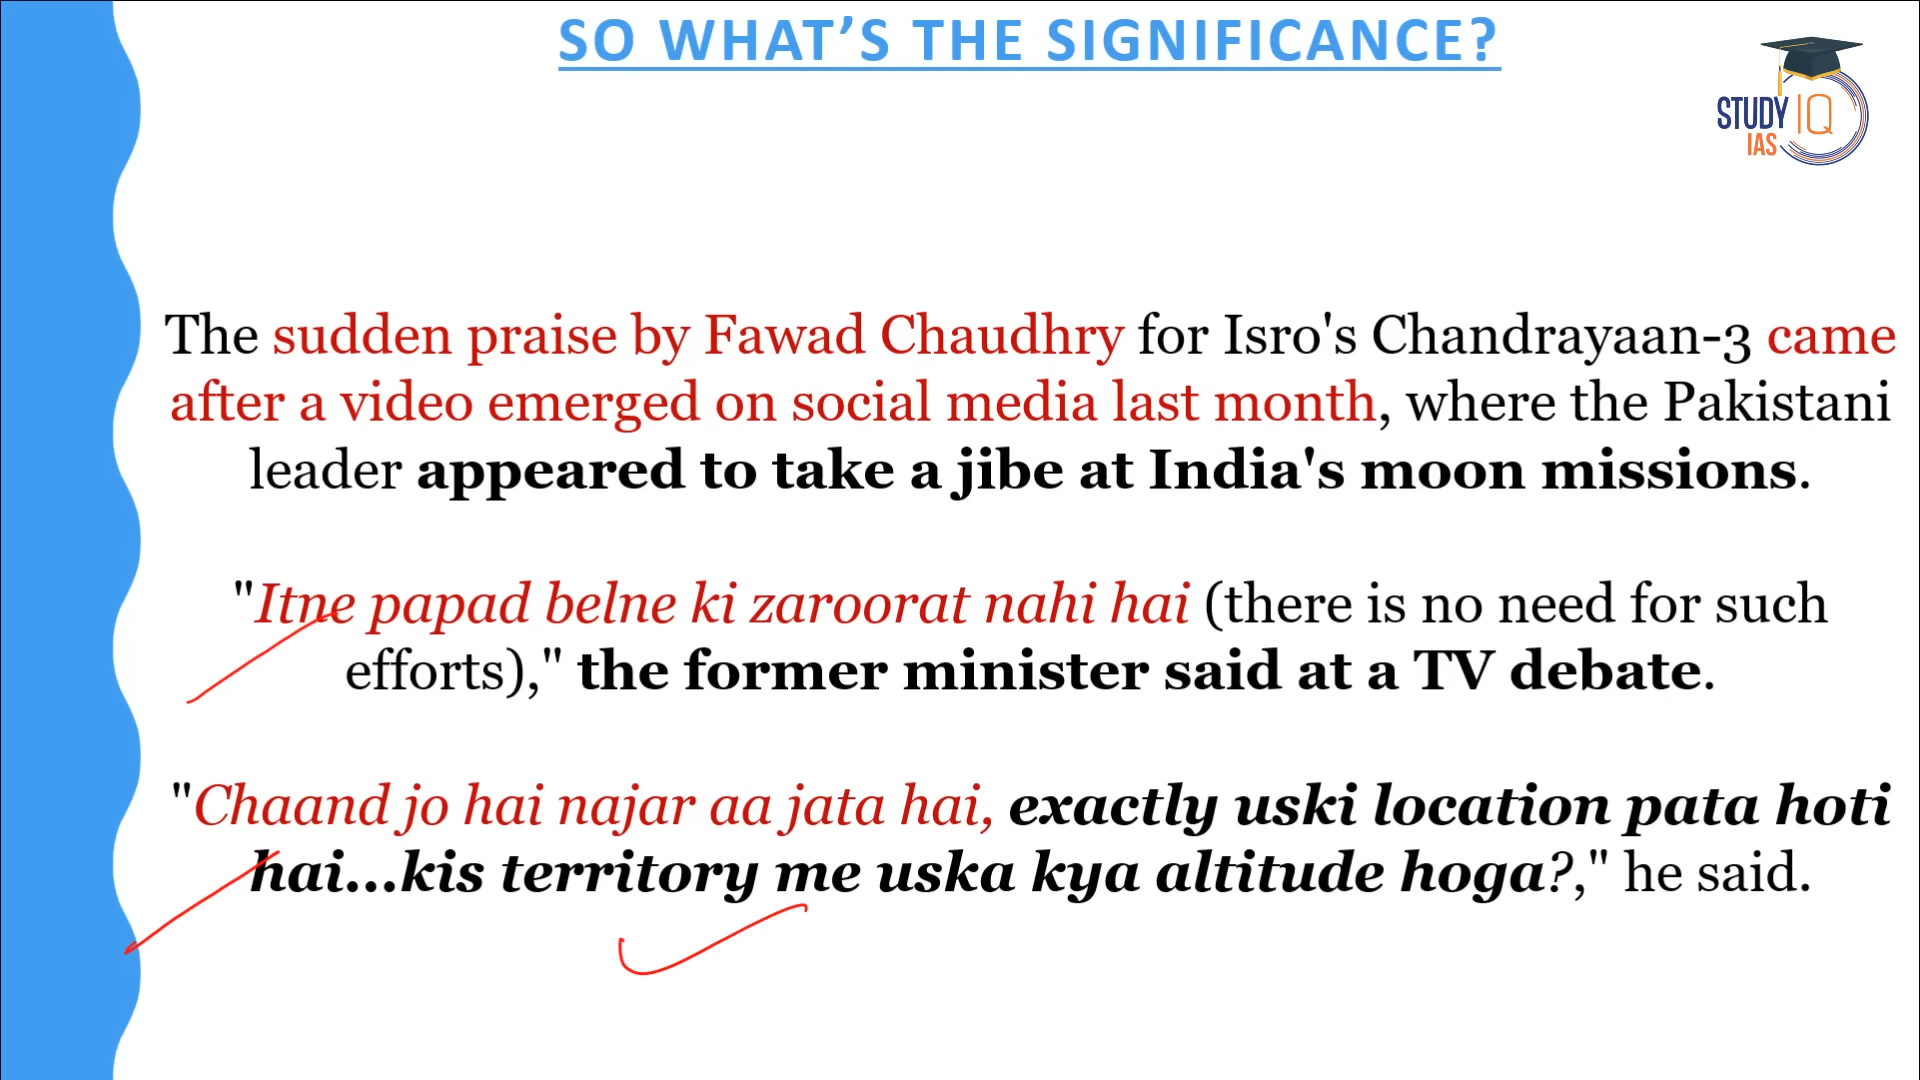 SO WHAT’S THE SIGNIFICANCE?
STUDY IQ
IAS
The sudden praise by Fawad Chaudhry for Isro's Chandrayaan-3 came
after a video emerged on social media last month, where the Pakistani
leader appeared to take a jibe at India's moon missions.
"Itne papad belne ki zaroorat nahi hai (there is no need for such
efforts)," the former minister said at a TV debate.
"Chaand jo hai najar aa jata hai, exactly uski location pata hoti
hai...kis territory me uska kya altitude hoga?," he said.